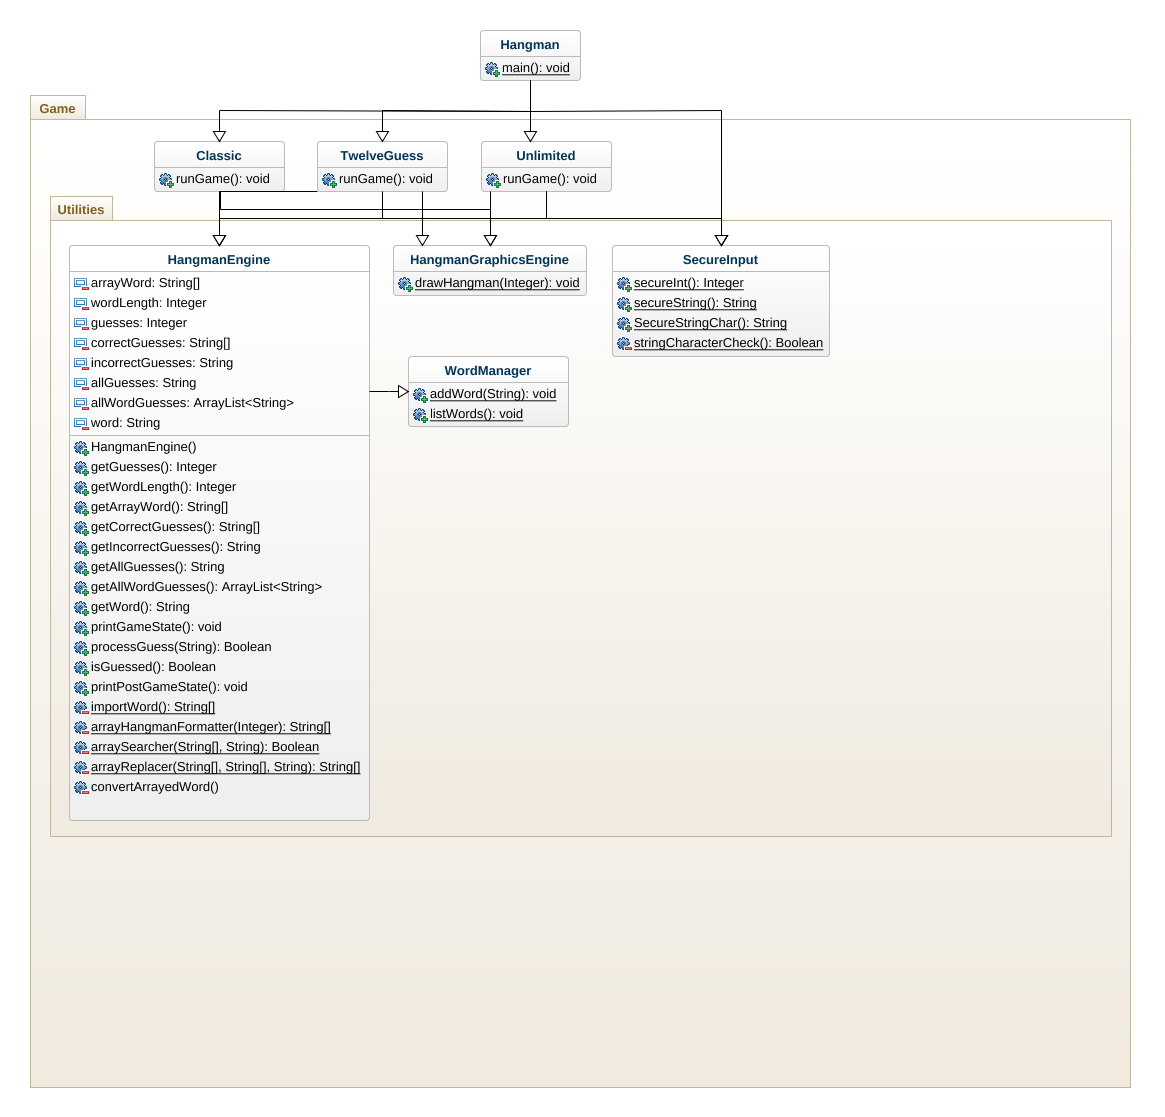 Hangman
main(): void
Game
Classic
runGame(): void
TwelveGuess
runGame(): void
Unlimited
runGame(): void
Utilities
HangmanEngine
arrayWord: String[]
wordLength: Integer
guesses: Integer
correctGuesses: String[]
incorrectGuesses: String
allGuesses: String
allWordGuesses: ArrayList<String>
word: String
HangmanEngine()
getGuesses(): Integer
getWordLength(): Integer
getArrayWord(): String[]
getCorrectGuesses(): String[]
getIncorrectGuesses(): String
getAllGuesses(): String
getAllWordGuesses(): ArrayList<String>
getWord(): String
printGameState(): void
processGuess(String): Boolean
isGuessed(): Boolean
printPostGameState(): void
importWord(): String[]
arrayHangmanFormatter(Integer): String[]
arraySearcher(String[], String): Boolean
arrayReplacer(String[], String[], String): String[]
convertArrayedWord()
HangmanGraphicsEngine
drawHangman(Integer): void
WordManager
addWord(String): void
listWords(): void
SecureInput
secureInt(): Integer
secureString(): String
SecureStringChar(): String
stringCharacterCheck(): Boolean